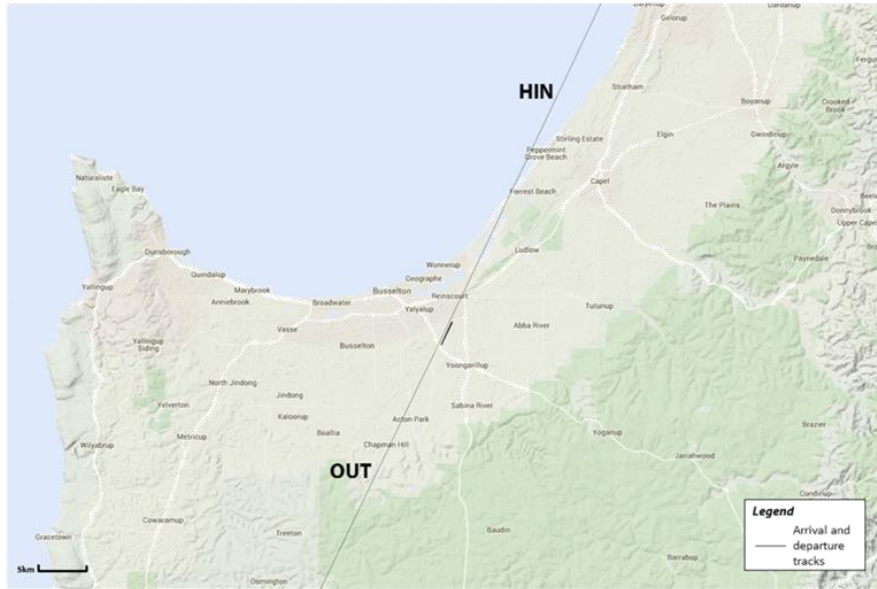 Dalyellup
Gelorup
Dardanup
HIN
Stratham
Boyanup
Crooked
Brook
Stirling Estate
Elgin
Gwindinup
Peppermint
Grove Beach
Argyle
Naturaliste
Eagle Bay
Capel
Forrest Beach
The Plains
Donnybrook
Upper Capel
Dunsborough
Ludlow
Paynedale
Wonnerup
Quindalup
Geographe
Yallingup
Marybrook
Busselton
Reinscourt
Anniebrook
Broadwater
Yalyalup
Tutunup
Vasse
Abba River
Yallingup
Siding
Busselton
Yoongarillup
North Jindong
Jindong
Yelverton
Sabina River
Kaloorup
Acton Park
Brazier
Metricup
Boallia
Yoganup
Wilyabrup
Chapman Hill
Jarrahwood
OUT
Cundinup
Cowaramup
Legend
Arrival and
departure
tracks
Baudin
Treeton
Gracetown
Barrabup
5km
Osmington